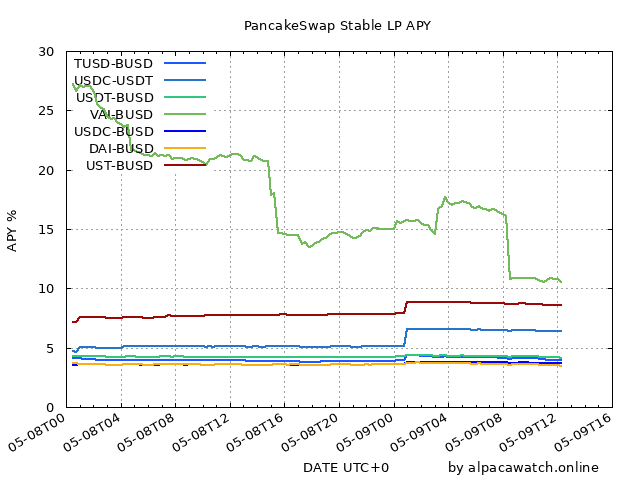 PancakeSwap Stable LP APY
30
25
20
15
10
5
0
APY %
TUSD-BUSD
USDC-USDT
USDT-BUSD
VAI-BUSD
USDC-BUSD
DAI-BUSD
UST-BUSD
05-08T00
05-08T04
05-08T08
05-08T12
05-08T16
05-08T20
05-09T00
05-09T04
05-09T08
05-09T12
05-09T16
DATE UTC+0
by alpacawatch.online